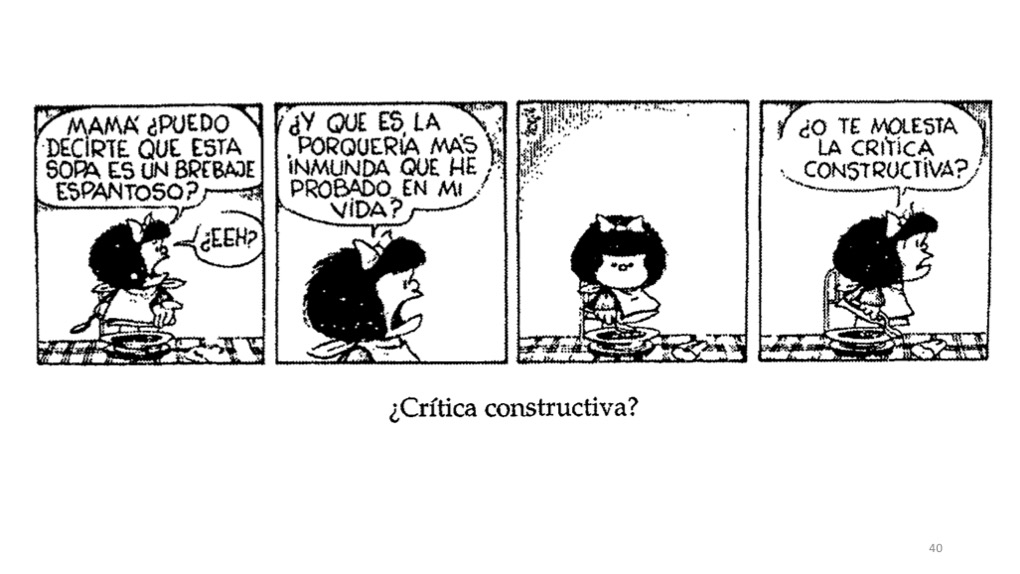 MAMÁ ¿PUEDO
DECIRTE QUE ESTA
SOPA ES UN BREBAJE
ESPANTOSO?
¿EEH?
¿Y QUE ES LA
PORQUERÍA MÁS
INMUNDA QUE HE
PROBADO EN MI
VIDA?
¿O TE MOLESTA
LA CRÍTICA
CONSTRUCTIVA?
¿Crítica constructiva?
40